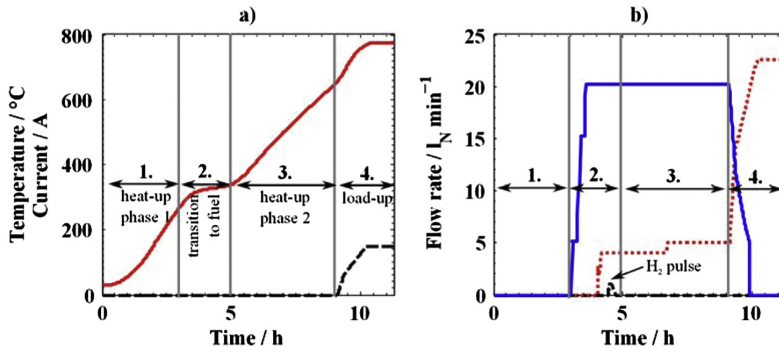 a)
800
600
400
200
0
Temperature / °C
Current / A
1.
heat-up
phase 1
2.
transition
to fuel
3.
heat-up
phase 2
4.
load-up
0 5 10
Time / h
b)
25
20
15
10
5
0
Flow rate / l_N min⁻¹
1.
2.
3.
4.
H₂ pulse
0 5 10
Time / h